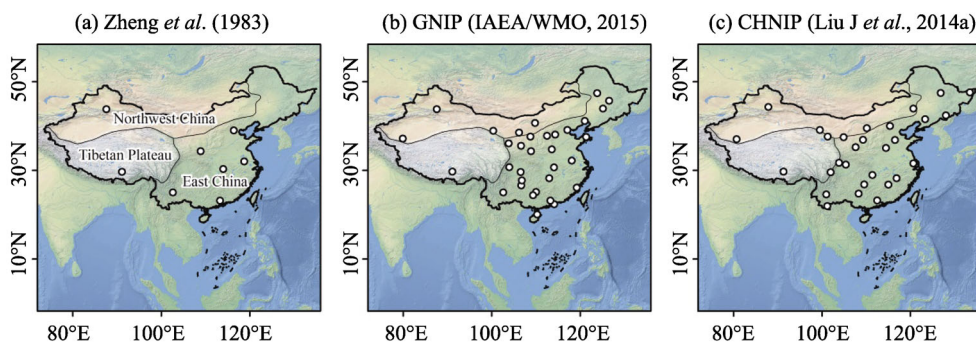 (a) Zheng et al. (1983)
(b) GNIP (IAEA/WMO, 2015)
(c) CHNIP (Liu J et al., 2014a)
50°N
30°N
10°N
Northwest China
Tibetan Plateau
East China
80°E 100°E 120°E
50°N
30°N
10°N
80°E 100°E 120°E
50°N
30°N
10°N
80°E 100°E 120°E